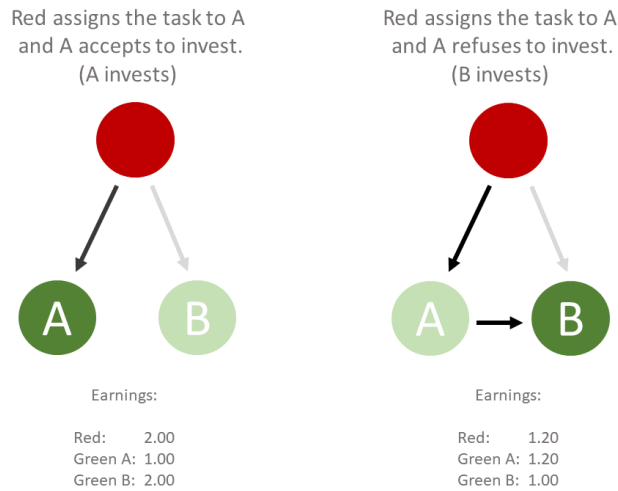 Red assigns the task to A
and A accepts to invest.
(A invests)
A
B
Earnings:
Red: 2.00
Green A: 1.00
Green B: 2.00
Red assigns the task to A
and A refuses to invest.
(B invests)
A
B
Earnings:
Red: 1.20
Green A: 1.20
Green B: 1.00